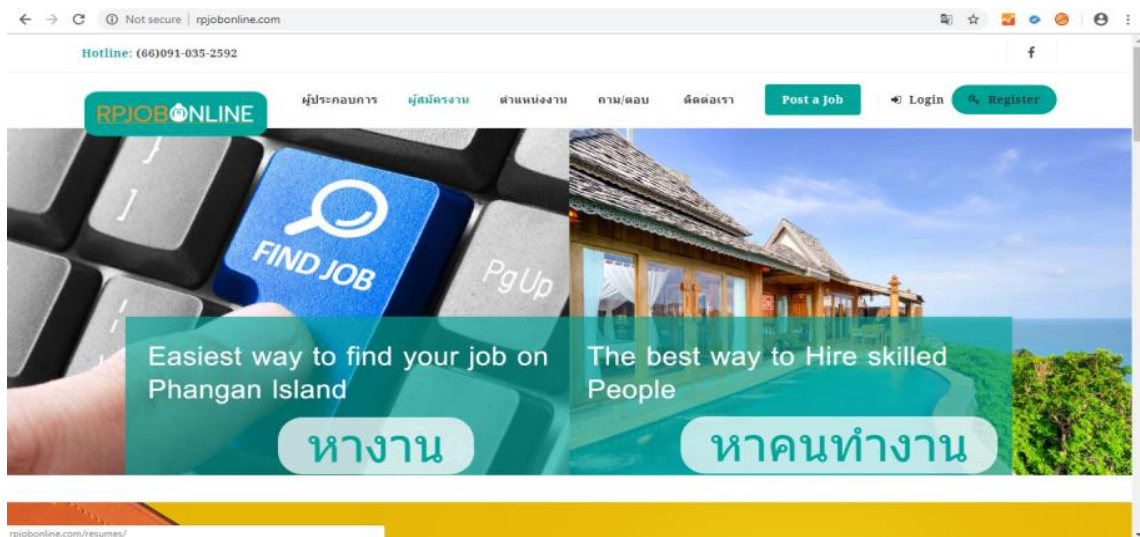 Not secure | rpjobonline.com
Hotline: (66)091-035-2592
RPJOBONLINE
ผู้ประกอบการ ผู้สมัครงาน ตำแหน่งงาน ถาม/ตอบ ติดต่อเรา Post a Job Login Register
}
]
FIND JOB
PgUp
Easiest way to find your job on
Phangan Island
หางาน
The best way to Hire skilled
People
หาคนทำงาน
rpjobonline.com/resumes/